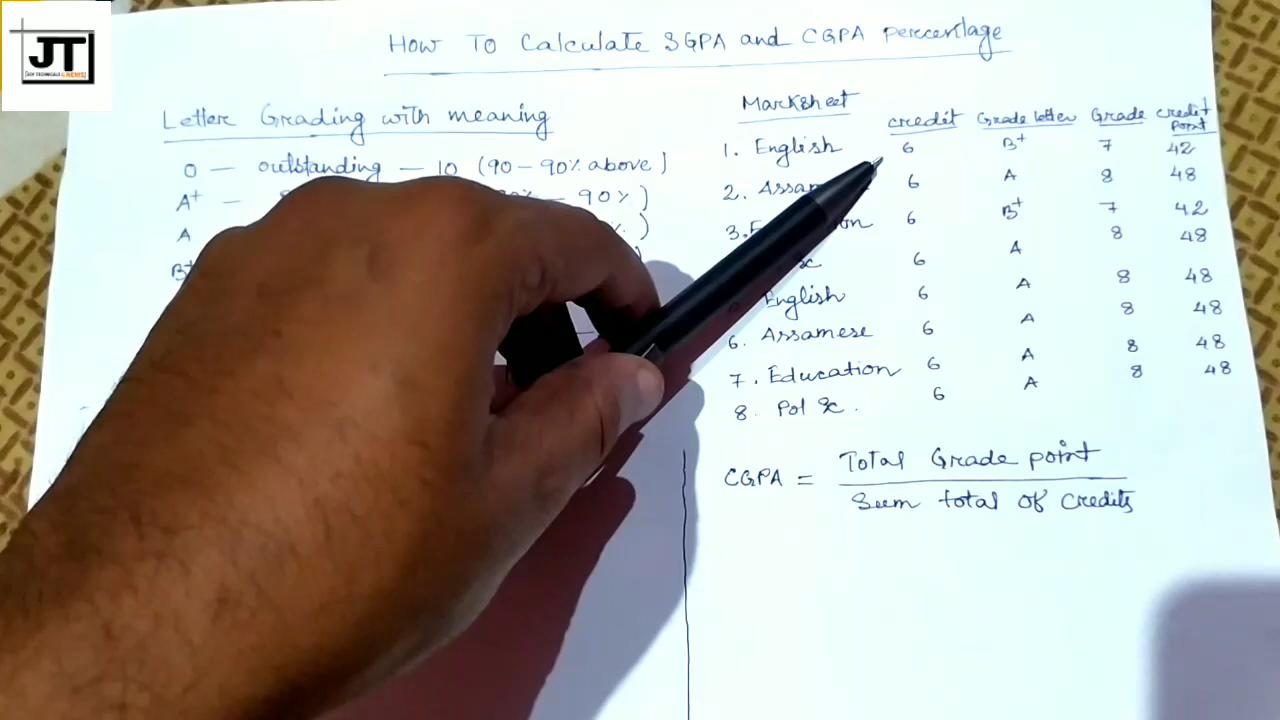 JT
How To Calculate SGPA and CGPA percentage
Letter Grading with meaning
O — outstanding — 10 (90 – 90% above)
A+ — — 90%)
A %)
B+
Marksheet
credit Grade letter Grade credit point
1. English 6 B+ 7 42
2. 6 A 8 48
3. 6 B+ 7 42
6 A 8 48
English 6 A 8 48
6. Assamese 6 A 8 48
7. Education 6 A 8 48
8. Pol Sc. 6 A 8 48
CGPA = Total Grade point
Sum total of Credits